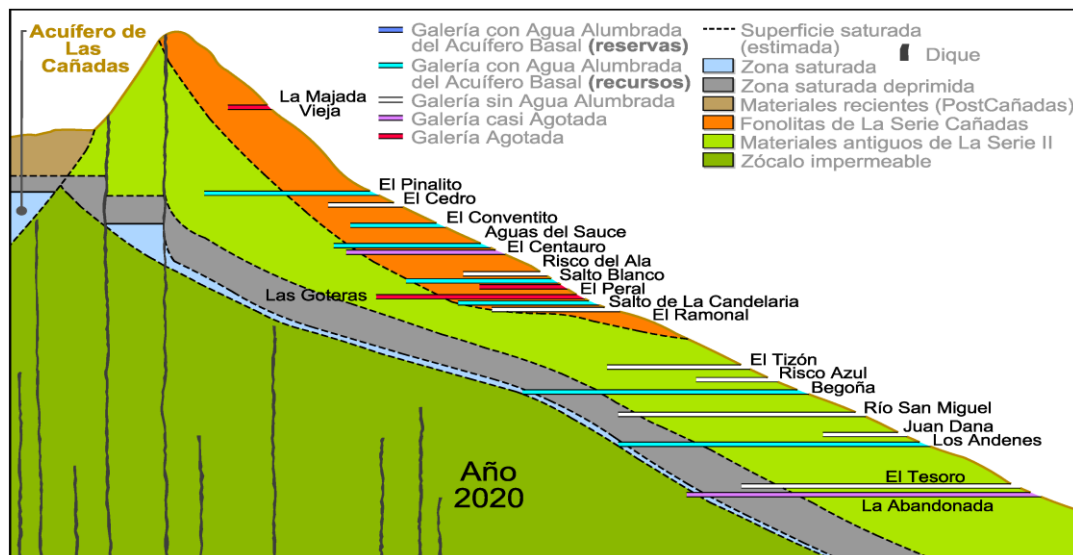 Acuífero de
Las
Cañadas
Galería con Agua Alumbrada
del Acuífero Basal (reservas)
Galería con Agua Alumbrada
del Acuífero Basal (recursos)
Galería sin Agua Alumbrada
Galería casi Agotada
Galería Agotada
Superficie saturada
(estimada)
Dique
Zona saturada
Zona saturada deprimida
Materiales recientes (PostCañadas)
Fonolitas de La Serie Cañadas
Materiales antiguos de La Serie II
Zócalo impermeable
La Majada
Vieja
El Pinalito
El Cedro
El Conventito
Aguas del Sauce
El Centauro
Risco del Ala
Salto Blanco
El Peral
Las Goteras
Salto de La Candelaria
El Ramonal
El Tizón
Risco Azul
Begoña
Río San Miguel
Juan Dana
Los Andenes
El Tesoro
La Abandonada
Año
2020